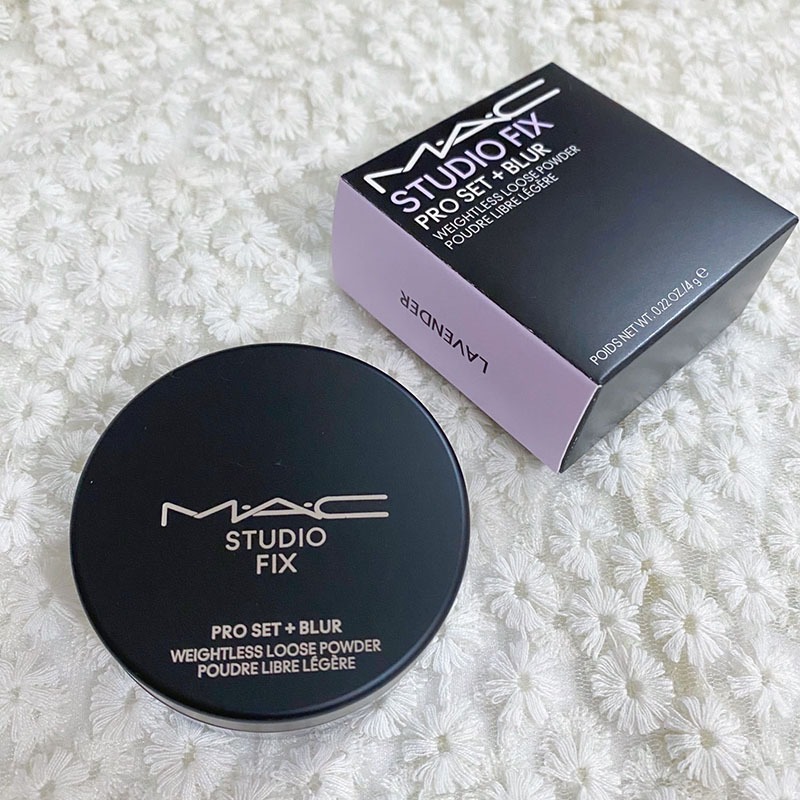 M·A·C
STUDIO FIX
PRO SET + BLUR
WEIGHTLESS LOOSE POWDER
POUDRE LIBRE LÉGÈRE
POIDS NET WT. 0.22 OZ./4 g ℮
LAVENDER
M·A·C
STUDIO
FIX
PRO SET + BLUR
WEIGHTLESS LOOSE POWDER
POUDRE LIBRE LÉGÈRE